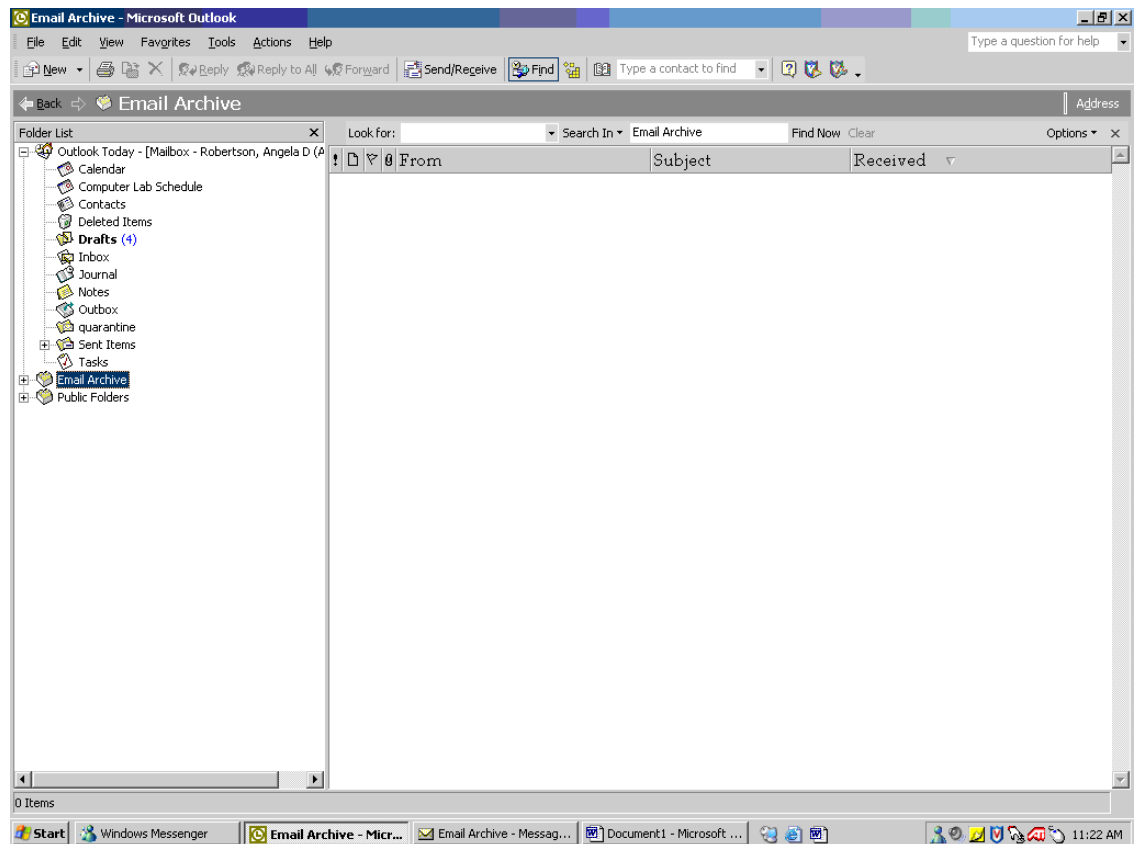 Email Archive - Microsoft Outlook
File Edit View Favorites Tools Actions Help Type a question for help
New Reply Reply to All Forward Send/Receive Find Type a contact to find
Back Email Archive Address
Folder List Look for: Search In Email Archive Find Now Clear Options
Outlook Today - [Mailbox - Robertson, Angela D (A
! From Subject Received
Calendar
Computer Lab Schedule
Contacts
Deleted Items
Drafts (4)
Inbox
Journal
Notes
Outbox
quarantine
Sent Items
Tasks
Email Archive
Public Folders
0 Items
Start Windows Messenger Email Archive - Micr... Email Archive - Messag... Document1 - Microsoft ... 11:22 AM